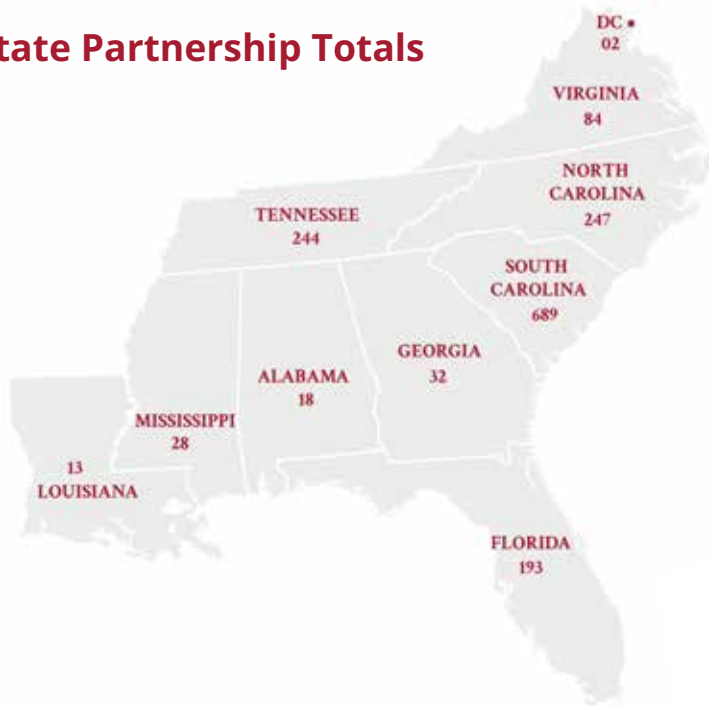 tate Partnership Totals
DC
02
VIRGINIA
84
NORTH
CAROLINA
247
TENNESSEE
244
SOUTH
CAROLINA
689
GEORGIA
32
ALABAMA
18
MISSISSIPPI
28
13
LOUISIANA
FLORIDA
193